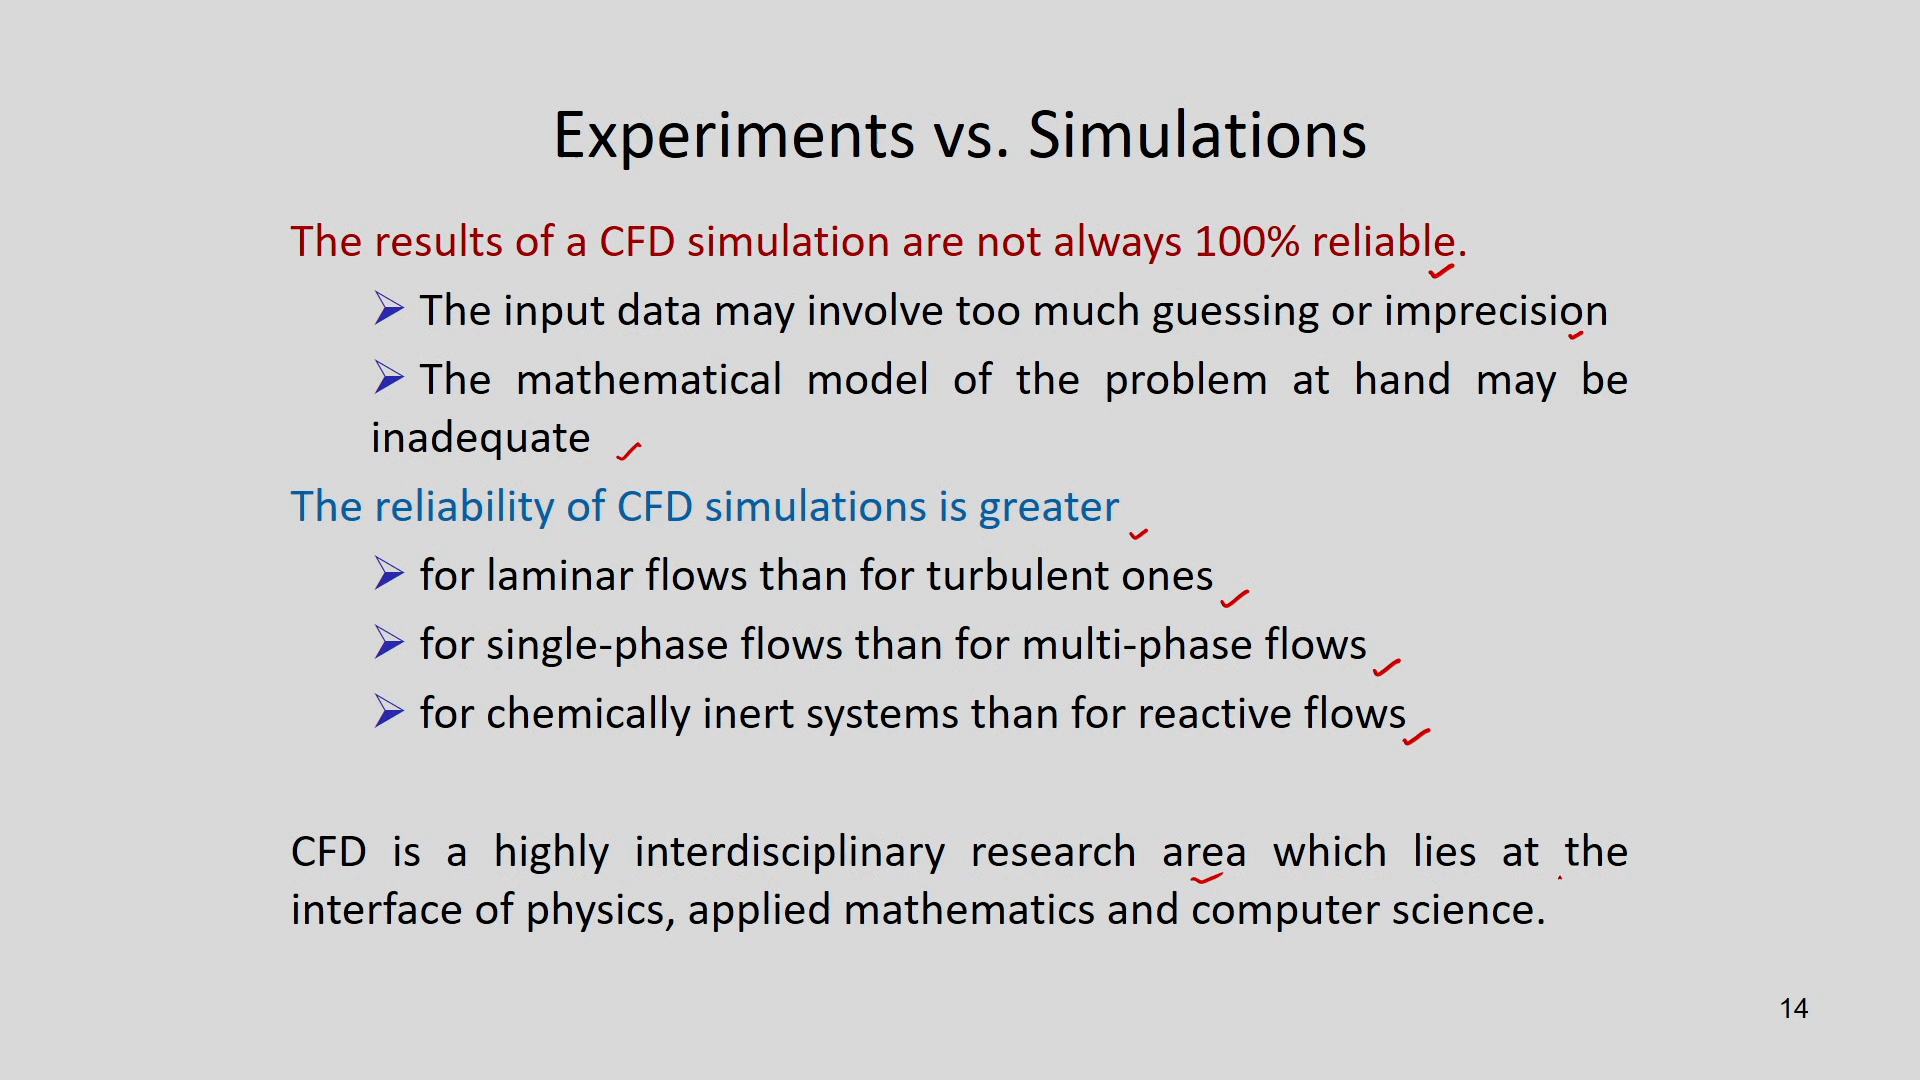 Experiments vs. Simulations
The results of a CFD simulation are not always 100% reliable.
The input data may involve too much guessing or imprecision
The mathematical model of the problem at hand may be
inadequate
The reliability of CFD simulations is greater
for laminar flows than for turbulent ones
for single-phase flows than for multi-phase flows
for chemically inert systems than for reactive flows
CFD is a highly interdisciplinary research area which lies at the
interface of physics, applied mathematics and computer science.
14